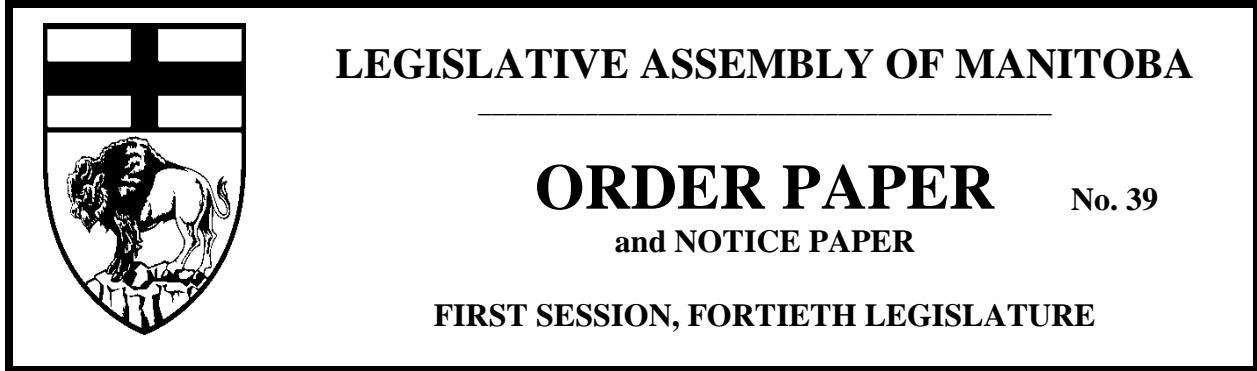 LEGISLATIVE ASSEMBLY OF MANITOBA
ORDER PAPER No. 39
and NOTICE PAPER
FIRST SESSION, FORTIETH LEGISLATURE